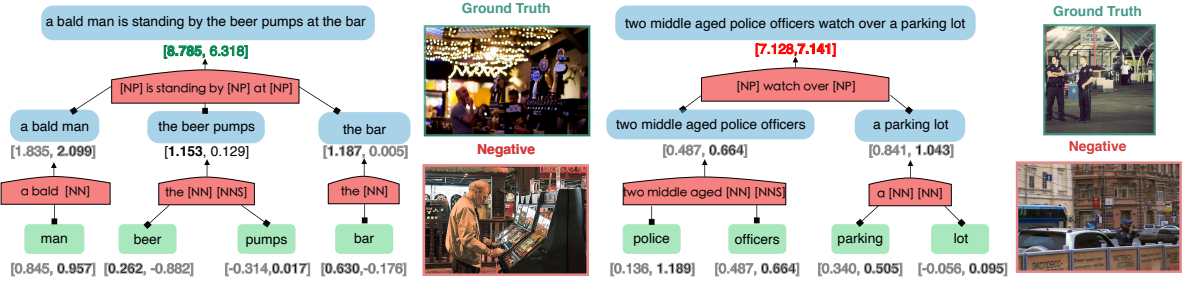 a bald man is standing by the beer pumps at the bar
[8.785, 6.318]
[NP] is standing by [NP] at [NP]
a bald man
the beer pumps
the bar
[1.835, 2.099]
[1.153, 0.129]
[1.187, 0.005]
a bald [NN]
the [NN] [NNS]
the [NN]
man
beer
pumps
bar
[0.845, 0.957]
[0.262, -0.882]
[-0.314,0.017]
[0.630,-0.176]
Ground Truth
Negative
two middle aged police officers watch over a parking lot
[7.128,7.141]
[NP] watch over [NP]
two middle aged police officers
a parking lot
[0.487, 0.664]
[0.841, 1.043]
two middle aged [NN] [NNS]
a [NN] [NN]
police
officers
parking
lot
[0.136, 1.189]
[0.487, 0.664]
[0.340, 0.505]
[-0.056, 0.095]
Ground Truth
Negative